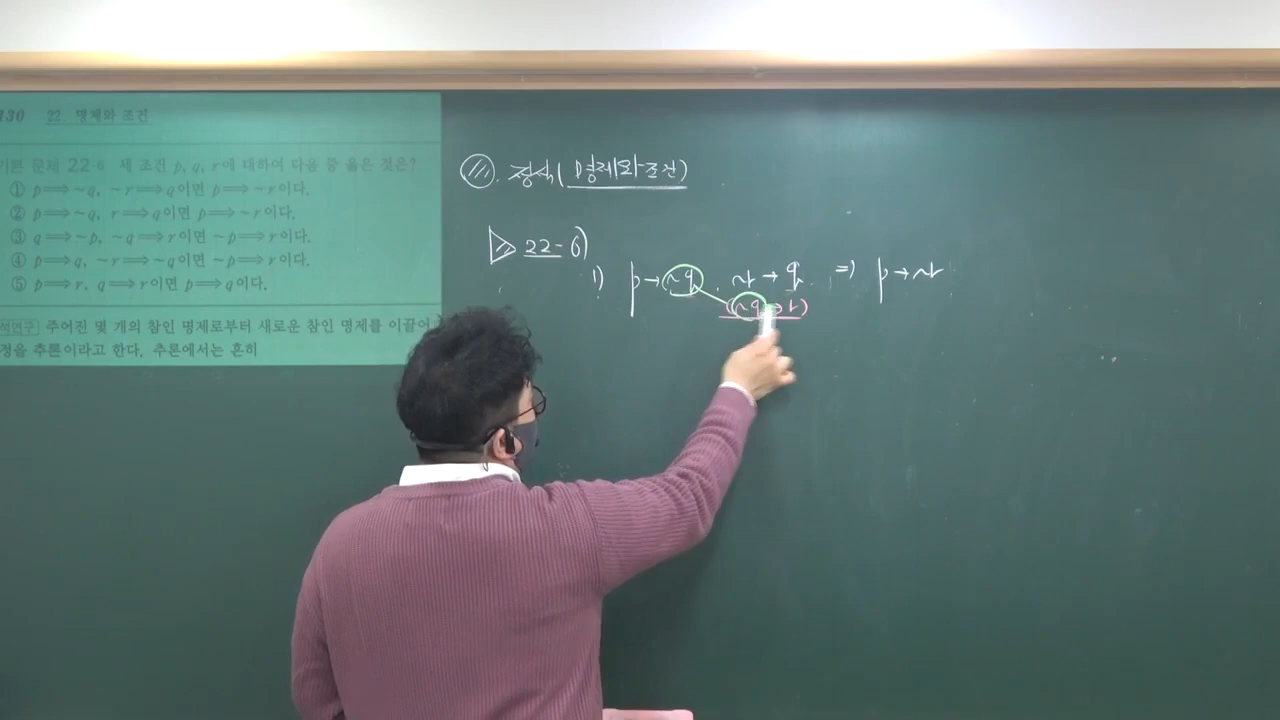 130 22 명제와 조건
기본 문제 22-6 세 조건 p, q, r에 대하여 다음 중 옳은 것은?
① p⟹~q, ~r⟹q이면 p⟹~r이다.
② p⟹~q, r⟹q이면 p⟹~r이다.
③ q⟹~p, ~q⟹r이면 ~p⟹r이다.
④ p⟹q, ~r⟹~q이면 ~p⟹~r이다.
⑤ p⟹r, q⟹r이면 p⟹q이다.
석연구 주어진 몇 개의 참인 명제로부터 새로운 참인 명제를 이끌어
정을 추론이라고 한다. 추론에서는 흔히
정석(명제와 조건)
22-6)
1) p→~q, ~r→q ⇒) p→~r
(~q→r)